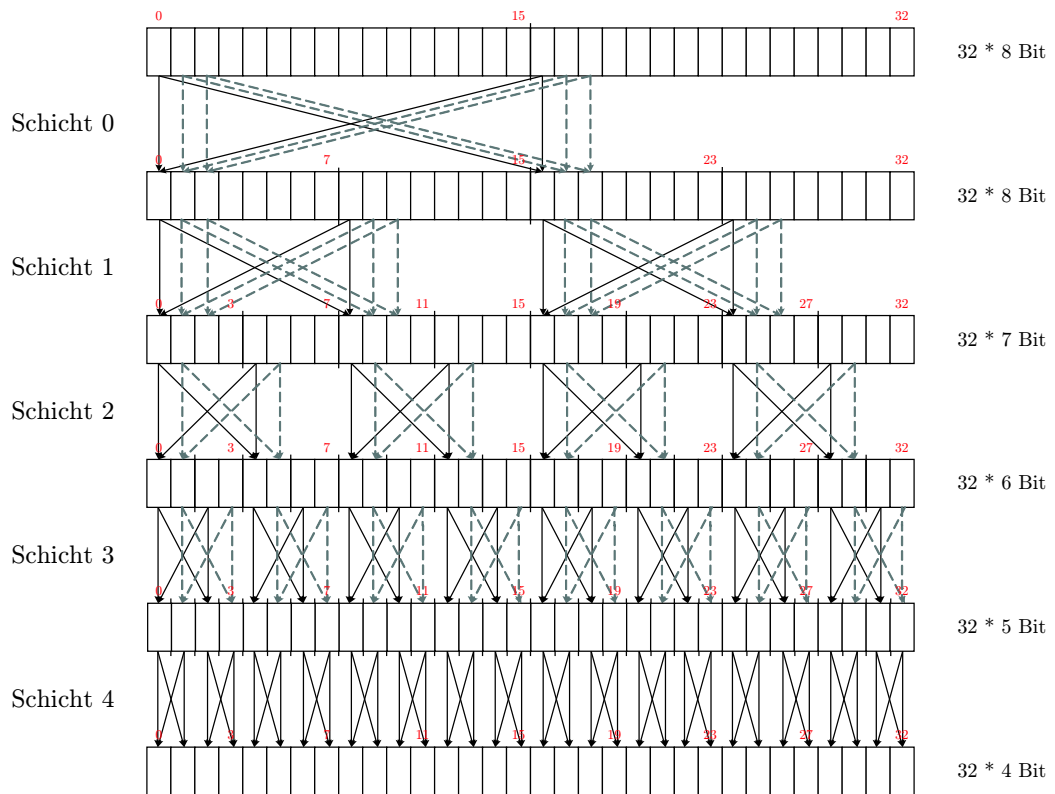 0 15 32
32 * 8 Bit
Schicht 0
0 7 15 23 32
32 * 8 Bit
Schicht 1
0 3 7 11 15 19 23 27 32
32 * 7 Bit
Schicht 2
0 3 7 11 15 19 23 27 32
32 * 6 Bit
Schicht 3
0 3 7 11 15 19 23 27 32
32 * 5 Bit
Schicht 4
0 3 7 11 15 19 23 27 32
32 * 4 Bit